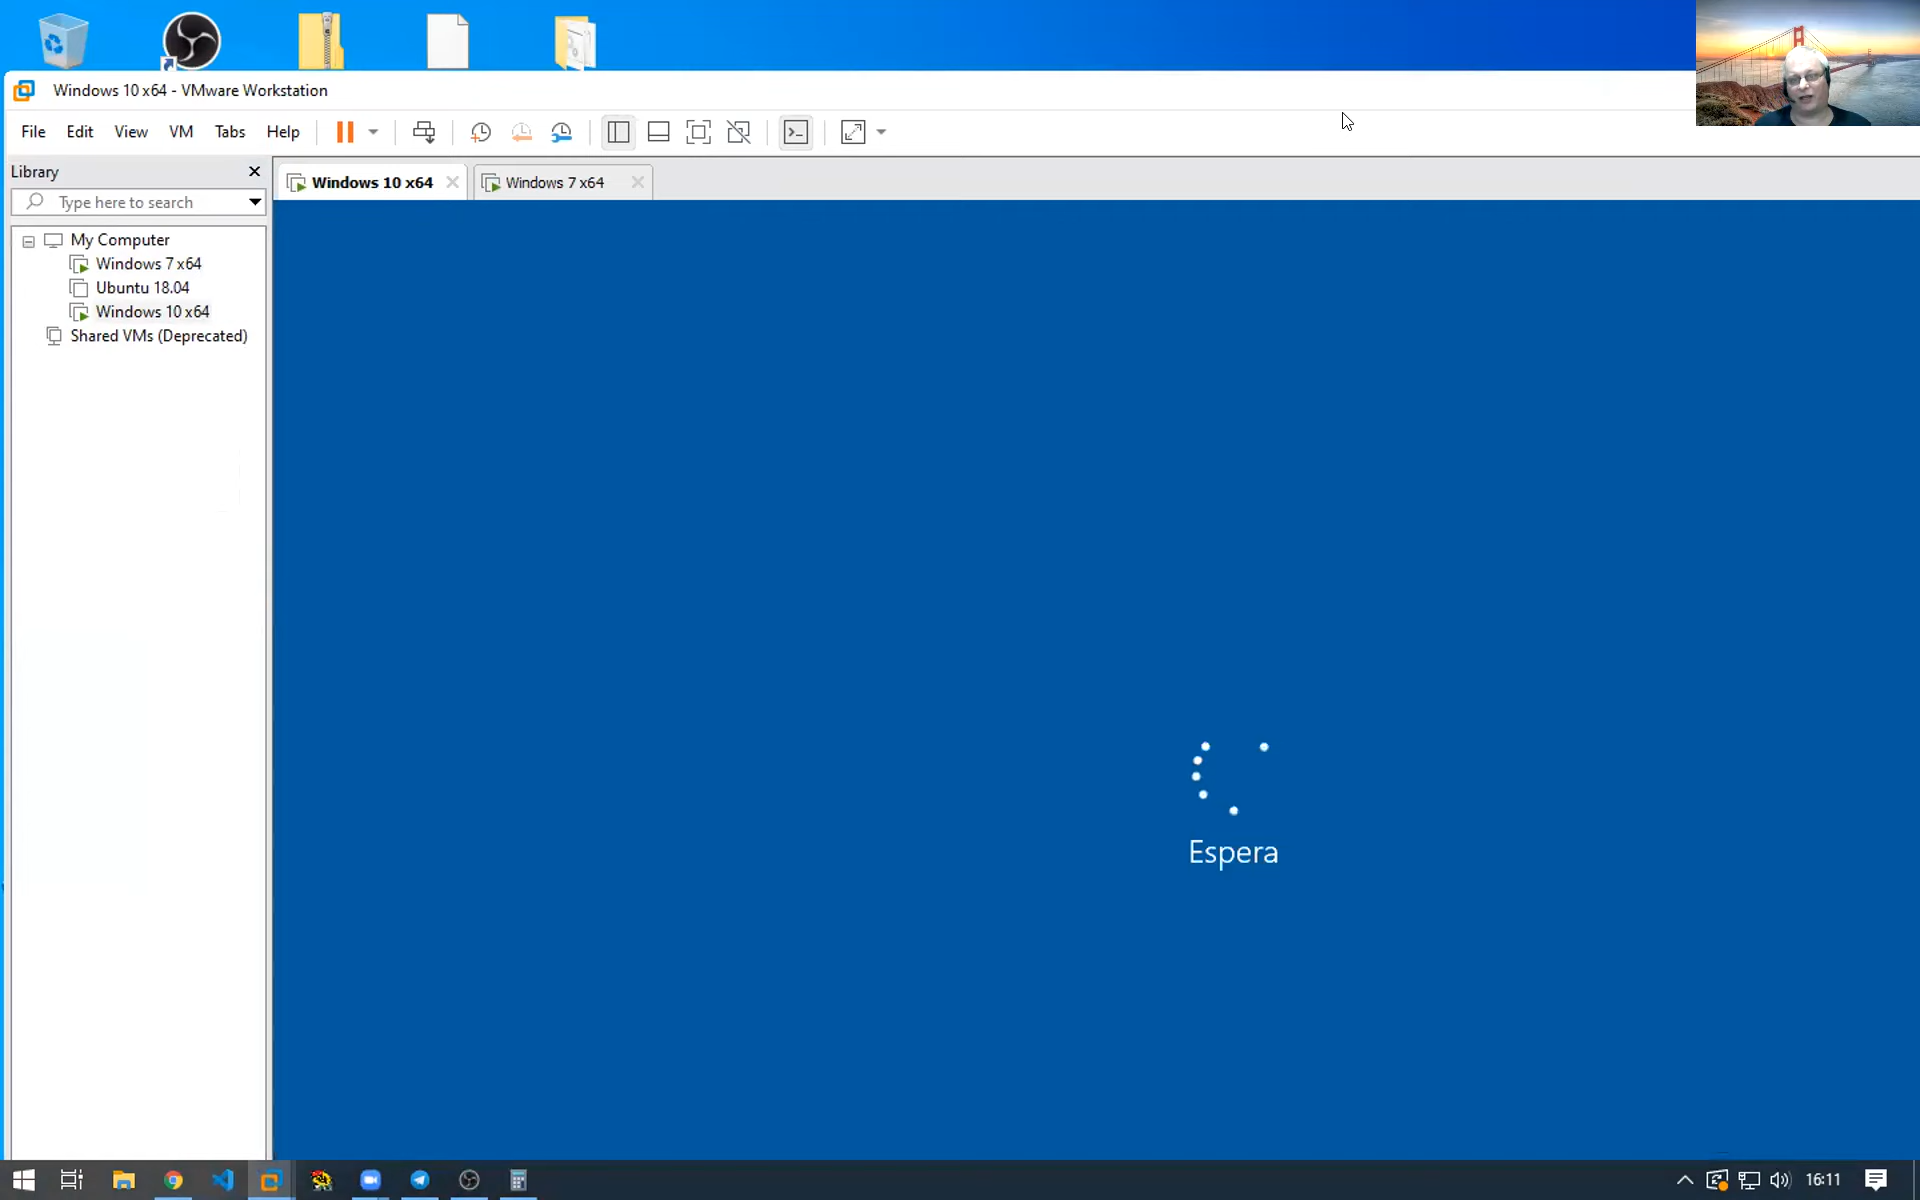 Windows 10 x64 - VMware Workstation
File Edit View VM Tabs Help
Library
Type here to search
Windows 10 x64
Windows 7 x64
My Computer
Windows 7 x64
Ubuntu 18.04
Windows 10 x64
Shared VMs (Deprecated)
Espera
16:11